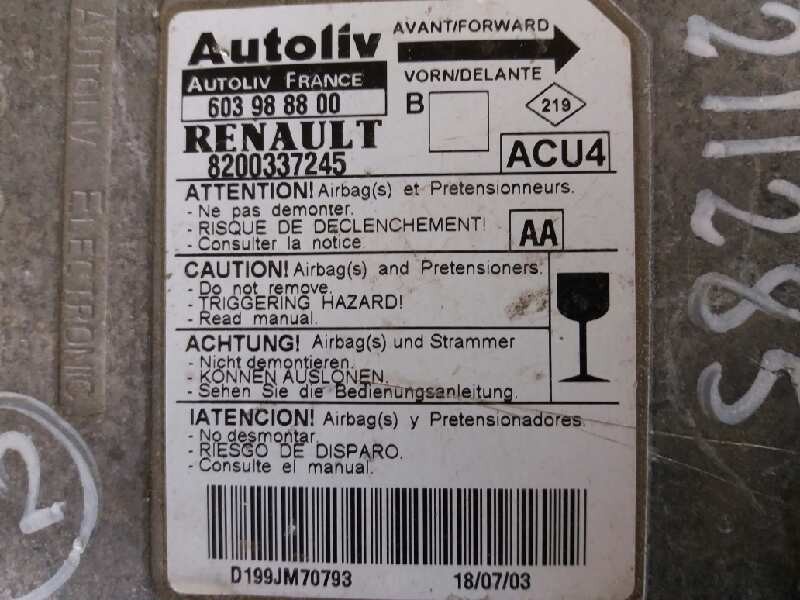 Autoliv
AVANT/FORWARD
AUTOLIV FRANCE
VORN/DELANTE
603 98 88 00
B
219
RENAULT
8200337245
ACU4
ATTENTION! Airbag(s) et Pretensionneurs.
- Ne pas demonter.
- RISQUE DE DECLENCHEMENT!
- Consulter la notice
AA
CAUTION! Airbag(s) and Pretensioners.
- Do not remove.
- TRIGGERING HAZARD!
- Read manual.
ACHTUNG! Airbag(s) und Strammer
- Nicht demontieren.
- KONNEN AUSLONEN.
- Sehen Sie die Bedienungsanleitung.
IATENCION! Airbag(s) y Pretensionadores.
- No desmontar.
- RIESGO DE DISPARO.
- Consulte el manual.
D199JM70793
18/07/03
AUTOLIV ELECTRONIC
2
211285